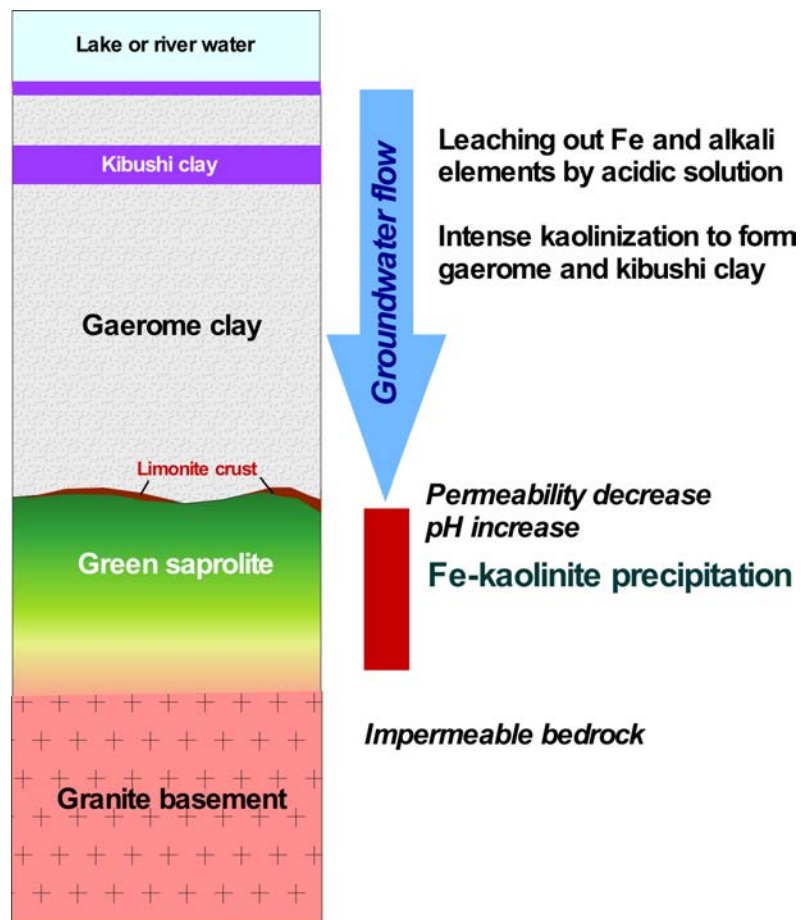 Lake or river water
Kibushi clay
Gaerome clay
Limonite crust
Green saprolite
Granite basement
Groundwater flow
Leaching out Fe and alkali
elements by acidic solution
Intense kaolinization to form
gaerome and kibushi clay
Permeability decrease
pH increase
Fe-kaolinite precipitation
Impermeable bedrock